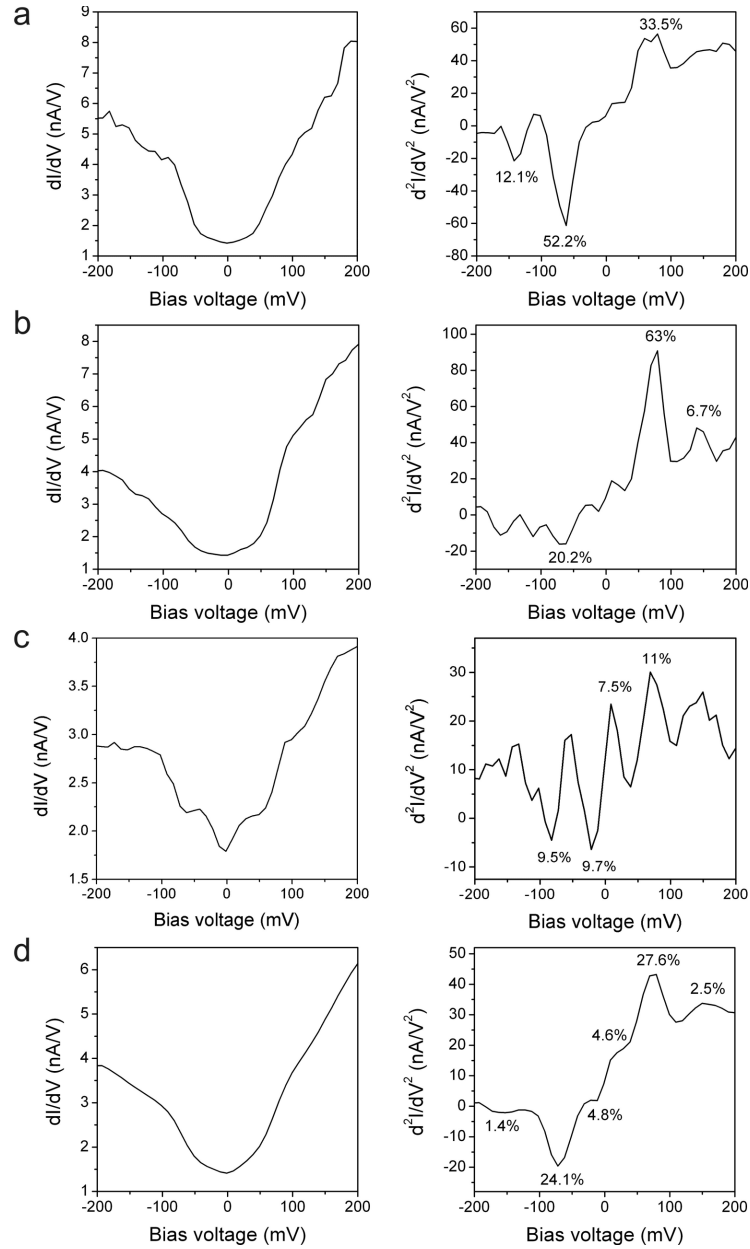 a
dI/dV (nA/V)
9
8
7
6
5
4
3
2
1
-200 -100 0 100 200
Bias voltage (mV)
d²I/dV² (nA/V²)
60
40
20
0
-20
-40
-60
-80
33.5%
12.1%
52.2%
-200 -100 0 100 200
Bias voltage (mV)
b
dI/dV (nA/V)
8
7
6
5
4
3
2
1
-200 -100 0 100 200
Bias voltage (mV)
d²I/dV² (nA/V²)
100
80
60
40
20
0
-20
63%
6.7%
20.2%
-200 -100 0 100 200
Bias voltage (mV)
c
dI/dV (nA/V)
4.0
3.5
3.0
2.5
2.0
1.5
-200 -100 0 100 200
Bias voltage (mV)
d²I/dV² (nA/V²)
30
20
10
0
-10
11%
7.5%
9.5%
9.7%
-200 -100 0 100 200
Bias voltage (mV)
d
dI/dV (nA/V)
6
5
4
3
2
1
-200 -100 0 100 200
Bias voltage (mV)
d²I/dV² (nA/V²)
50
40
30
20
10
0
-10
-20
27.6%
2.5%
4.6%
4.8%
1.4%
24.1%
-200 -100 0 100 200
Bias voltage (mV)